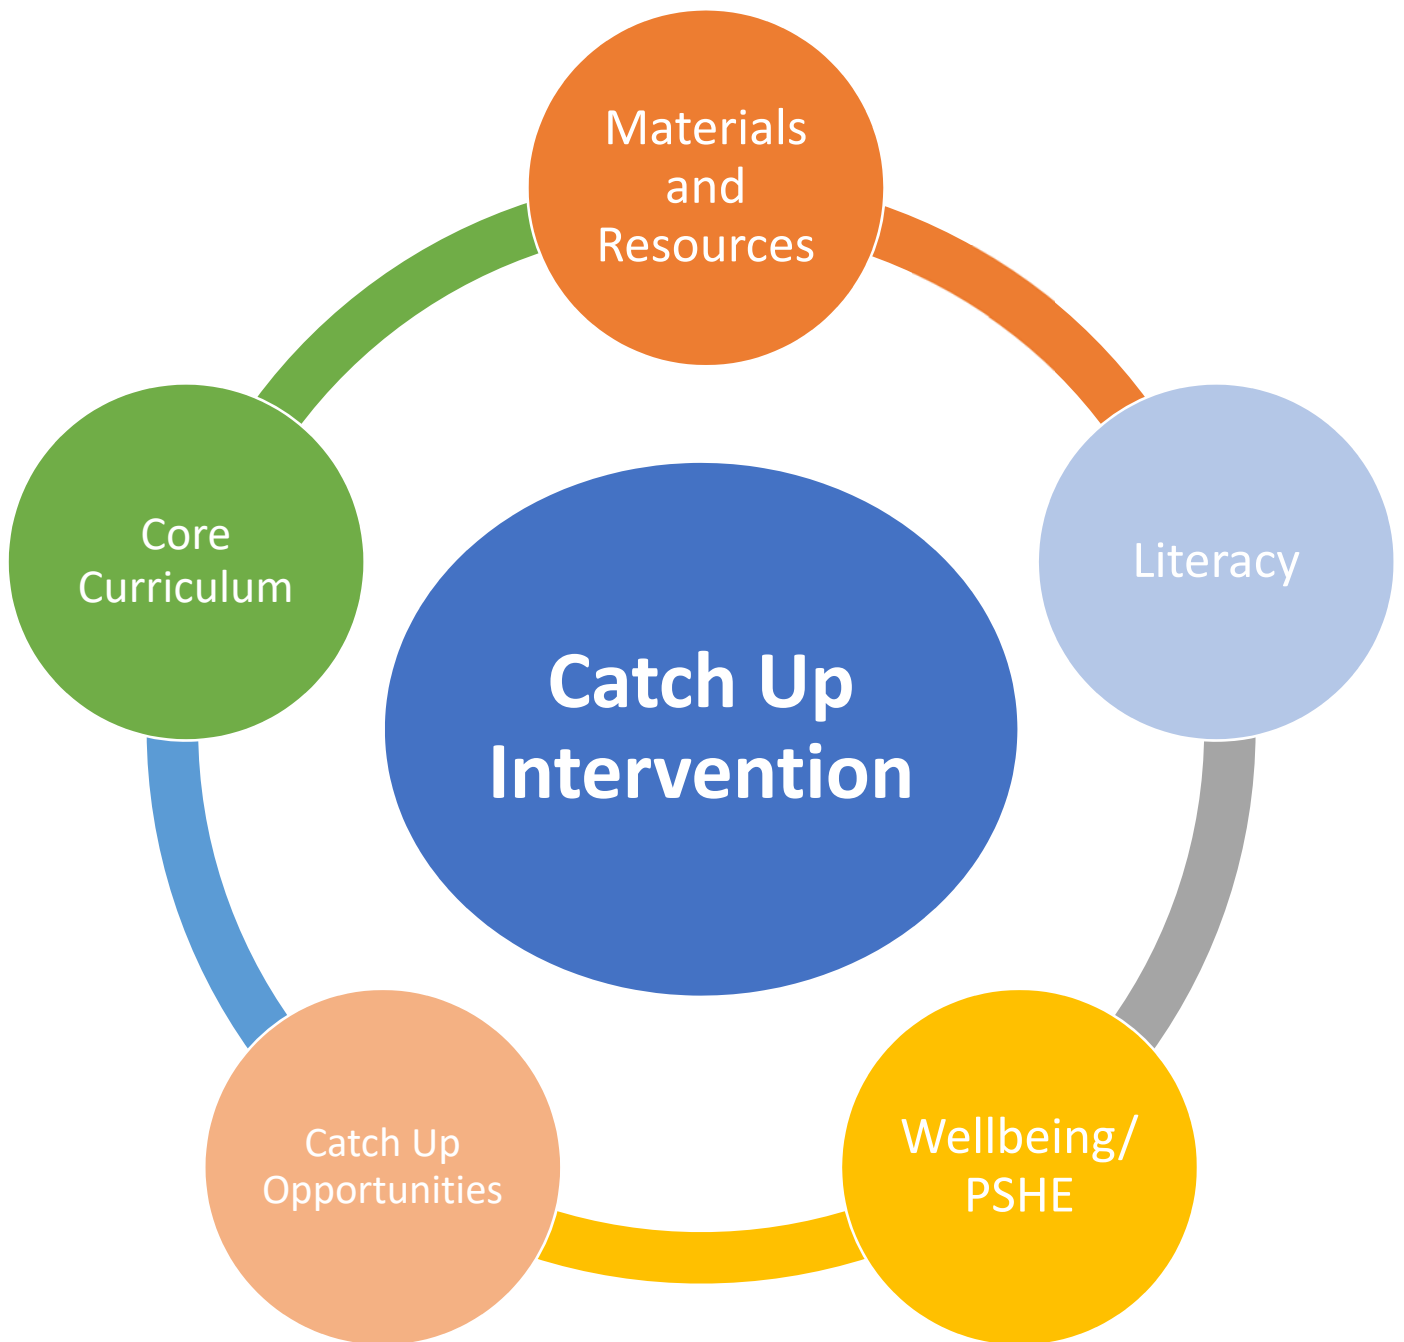 Materials
and
Resources
Core
Curriculum
Literacy
Catch Up
Intervention
Catch Up
Opportunities
Wellbeing/
PSHE